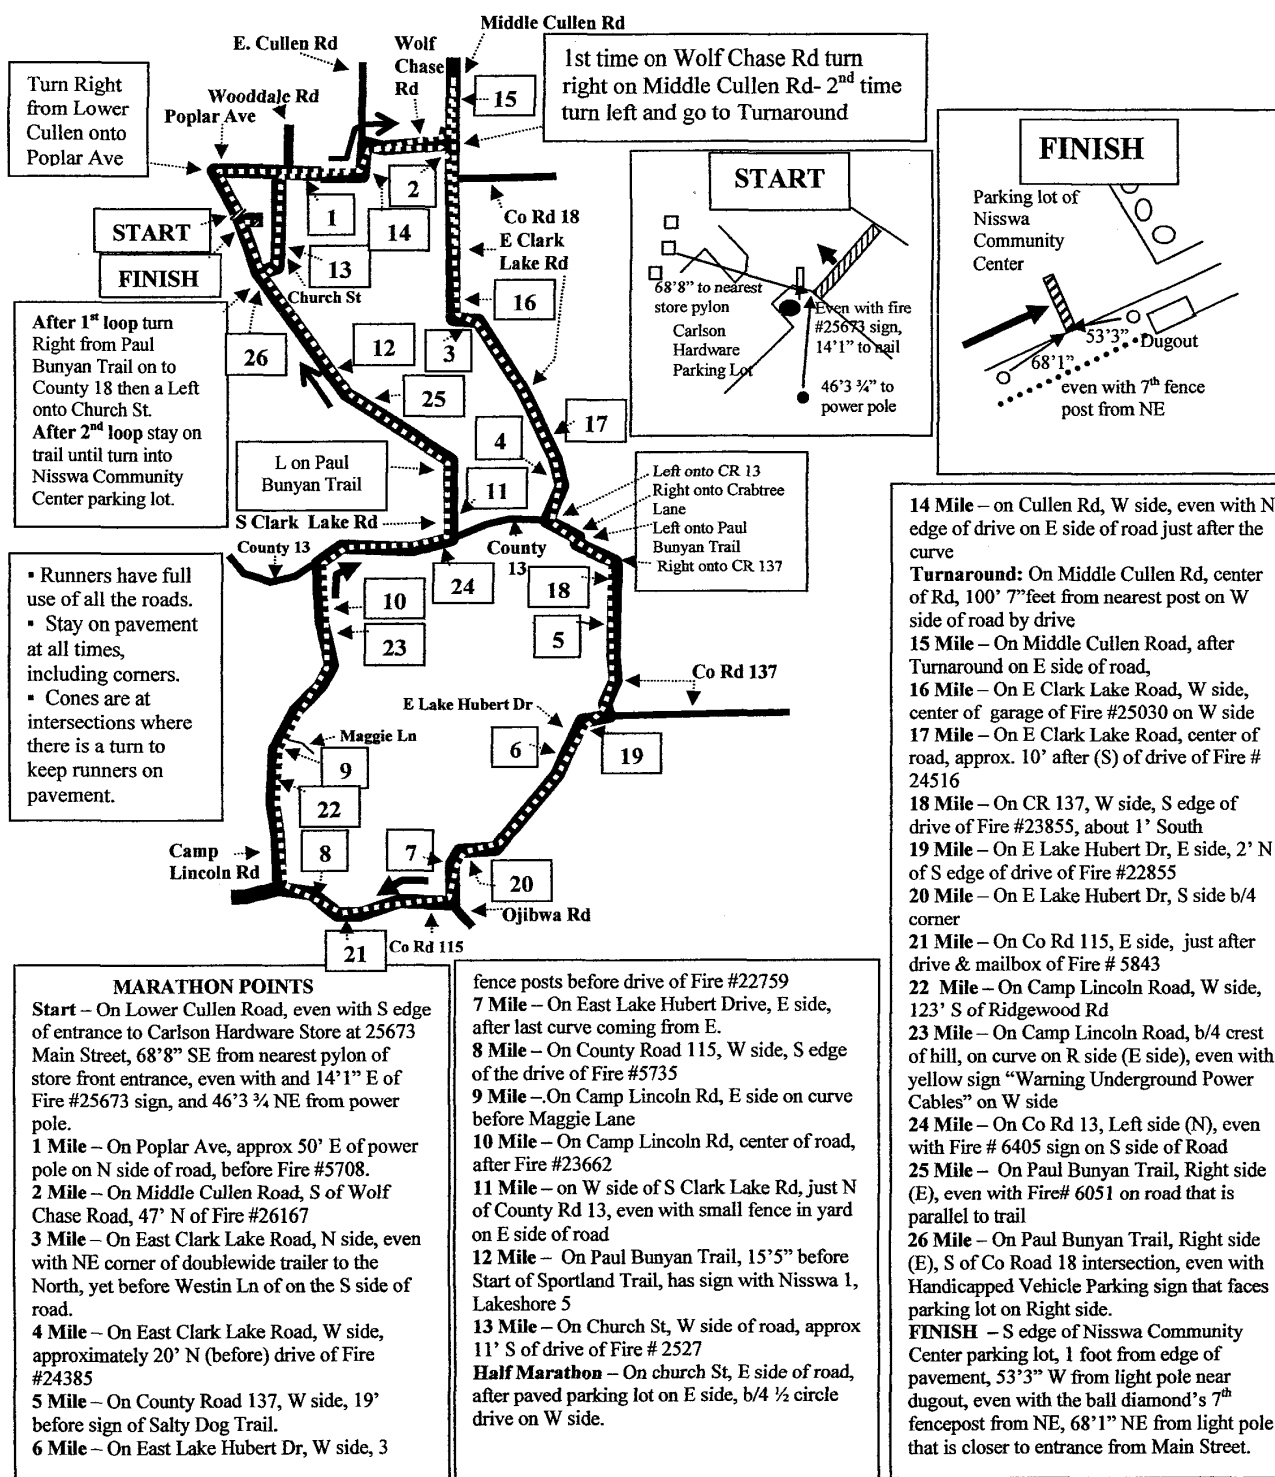 Middle Cullen Rd
E. Cullen Rd
Wolf
Chase
Rd
1st time on Wolf Chase Rd turn
right on Middle Cullen Rd- 2nd time
turn left and go to Turnaround
Turn Right
from Lower
Cullen onto
Poplar Ave
Wooddale Rd
Poplar Ave
15
2
1
14
START
FINISH
13
Church St
Co Rd 18
E Clark
Lake Rd
16
3
START
68'8" to nearest
store pylon
Carlson
Hardware
Parking Lot
Even with fire
#25673 sign,
14'1" to nail
46'3 ¾" to
power pole
FINISH
Parking lot of
Nisswa
Community
Center
53'3"
Dugout
68'1"
even with 7th fence
post from NE
After 1st loop turn
Right from Paul
Bunyan Trail on to
County 18 then a Left
onto Church St.
After 2nd loop stay on
trail until turn into
Nisswa Community
Center parking lot.
26
12
25
4
17
L on Paul
Bunyan Trail
11
S Clark Lake Rd
County 13
County
13
24
Left onto CR 13
Right onto Crabtree
Lane
Left onto Paul
Bunyan Trail
Right onto CR 137
18
5
10
23
▪ Runners have full
use of all the roads.
▪ Stay on pavement
at all times,
including corners.
▪ Cones are at
intersections where
there is a turn to
keep runners on
pavement.
Co Rd 137
E Lake Hubert Dr
6
19
Maggie Ln
9
22
8
7
20
Camp
Lincoln Rd
Ojibwa Rd
21
Co Rd 115
MARATHON POINTS
Start – On Lower Cullen Road, even with S edge
of entrance to Carlson Hardware Store at 25673
Main Street, 68'8" SE from nearest pylon of
store front entrance, even with and 14'1" E of
Fire #25673 sign, and 46'3 ¾ NE from power
pole.
1 Mile – On Poplar Ave, approx 50' E of power
pole on N side of road, before Fire #5708.
2 Mile – On Middle Cullen Road, S of Wolf
Chase Road, 47' N of Fire #26167
3 Mile – On East Clark Lake Road, N side, even
with NE corner of doublewide trailer to the
North, yet before Westin Ln of on the S side of
road.
4 Mile – On East Clark Lake Road, W side,
approximately 20' N (before) drive of Fire
#24385
5 Mile – On County Road 137, W side, 19'
before sign of Salty Dog Trail.
6 Mile – On East Lake Hubert Dr, W side, 3
fence posts before drive of Fire #22759
7 Mile – On East Lake Hubert Drive, E side,
after last curve coming from E.
8 Mile – On County Road 115, W side, S edge
of the drive of Fire #5735
9 Mile –.On Camp Lincoln Rd, E side on curve
before Maggie Lane
10 Mile – On Camp Lincoln Rd, center of road,
after Fire #23662
11 Mile – on W side of S Clark Lake Rd, just N
of County Rd 13, even with small fence in yard
on E side of road
12 Mile – On Paul Bunyan Trail, 15'5" before
Start of Sportland Trail, has sign with Nisswa 1,
Lakeshore 5
13 Mile – On Church St, W side of road, approx
11' S of drive of Fire # 2527
Half Marathon – On church St, E side of road,
after paved parking lot on E side, b/4 ½ circle
drive on W side.
14 Mile – on Cullen Rd, W side, even with N
edge of drive on E side of road just after the
curve
Turnaround: On Middle Cullen Rd, center
of Rd, 100' 7"feet from nearest post on W
side of road by drive
15 Mile – On Middle Cullen Road, after
Turnaround on E side of road,
16 Mile – On E Clark Lake Road, W side,
center of garage of Fire #25030 on W side
17 Mile – On E Clark Lake Road, center of
road, approx. 10' after (S) of drive of Fire #
24516
18 Mile – On CR 137, W side, S edge of
drive of Fire #23855, about 1' South
19 Mile – On E Lake Hubert Dr, E side, 2' N
of S edge of drive of Fire #22855
20 Mile – On E Lake Hubert Dr, S side b/4
corner
21 Mile – On Co Rd 115, E side, just after
drive & mailbox of Fire # 5843
22 Mile – On Camp Lincoln Road, W side,
123' S of Ridgewood Rd
23 Mile – On Camp Lincoln Road, b/4 crest
of hill, on curve on R side (E side), even with
yellow sign "Warning Underground Power
Cables" on W side
24 Mile – On Co Rd 13, Left side (N), even
with Fire # 6405 sign on S side of Road
25 Mile – On Paul Bunyan Trail, Right side
(E), even with Fire# 6051 on road that is
parallel to trail
26 Mile – On Paul Bunyan Trail, Right side
(E), S of Co Road 18 intersection, even with
Handicapped Vehicle Parking sign that faces
parking lot on Right side.
FINISH – S edge of Nisswa Community
Center parking lot, 1 foot from edge of
pavement, 53'3" W from light pole near
dugout, even with the ball diamond's 7th
fencepost from NE, 68'1" NE from light pole
that is closer to entrance from Main Street.